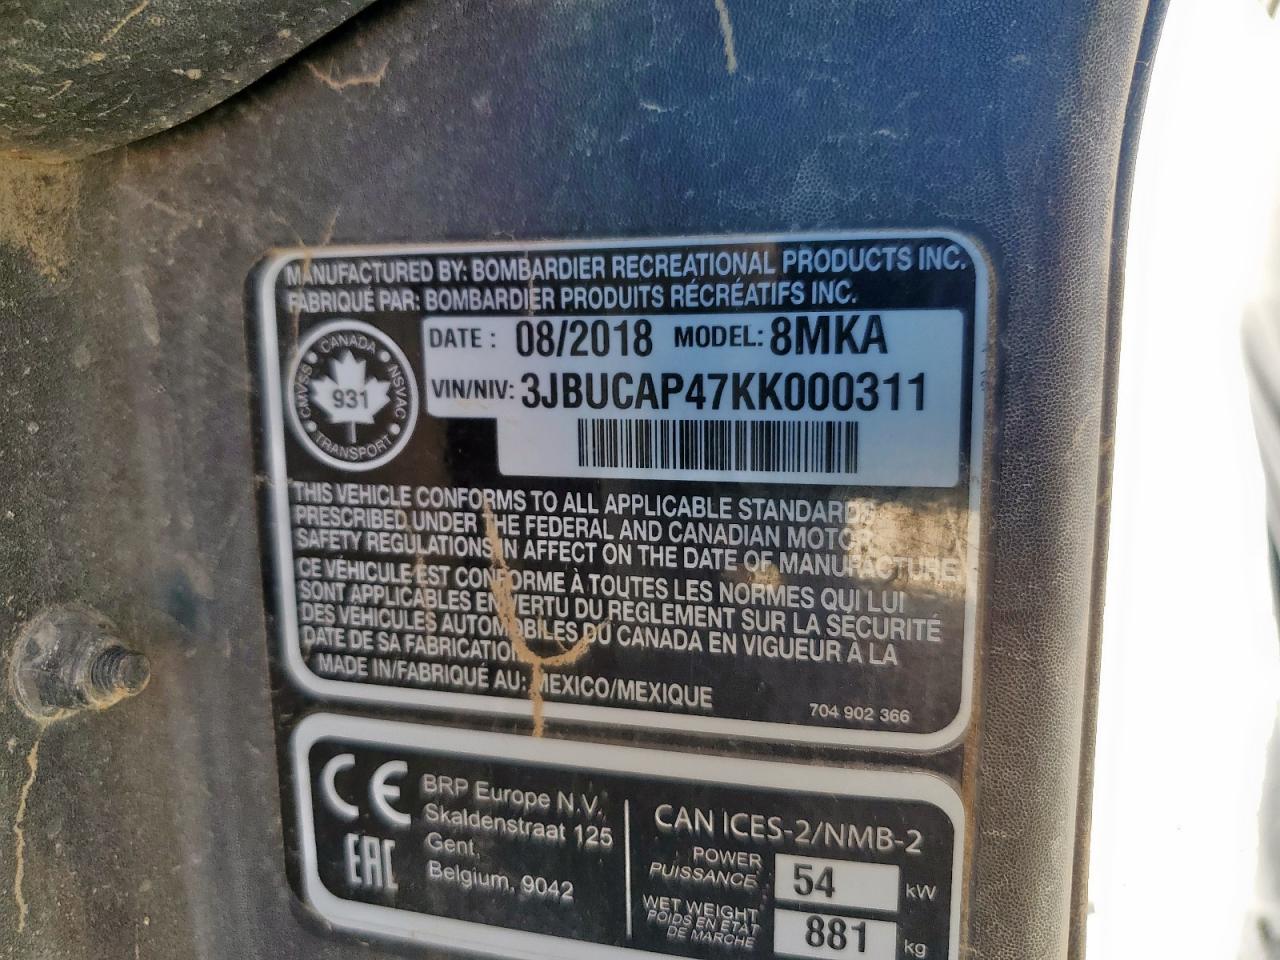 MANUFACTURED BY: BOMBARDIER RECREATIONAL PRODUCTS INC.
FABRIQUÉ PAR: BOMBARDIER PRODUITS RÉCRÉATIFS INC.
CANADA
CMVSS
931
NSVAC
TRANSPORT
DATE : 08/2018 MODEL: 8MKA
VIN/NIV: 3JBUCAP47KK000311
THIS VEHICLE CONFORMS TO ALL APPLICABLE STANDARDS
PRESCRIBED UNDER THE FEDERAL AND CANADIAN MOTOR
SAFETY REGULATIONS IN AFFECT ON THE DATE OF MANUFACTURE
CE VÉHICULE EST CONFORME À TOUTES LES NORMES QUI LUI
SONT APPLICABLES EN VERTU DU RÈGLEMENT SUR LA SÉCURITÉ
DES VÉHICULES AUTOMOBILES DU CANADA EN VIGUEUR À LA
DATE DE SA FABRICATION
MADE IN/FABRIQUÉ AU: MEXICO/MEXIQUE
704 902 366
CE
EAC
BRP Europe N.V.
Skaldenstraat 125
Gent,
Belgium, 9042
CAN ICES-2/NMB-2
POWER
PUISSANCE
54 kW
WET WEIGHT
POIDS EN ÉTAT
DE MARCHE
881 kg